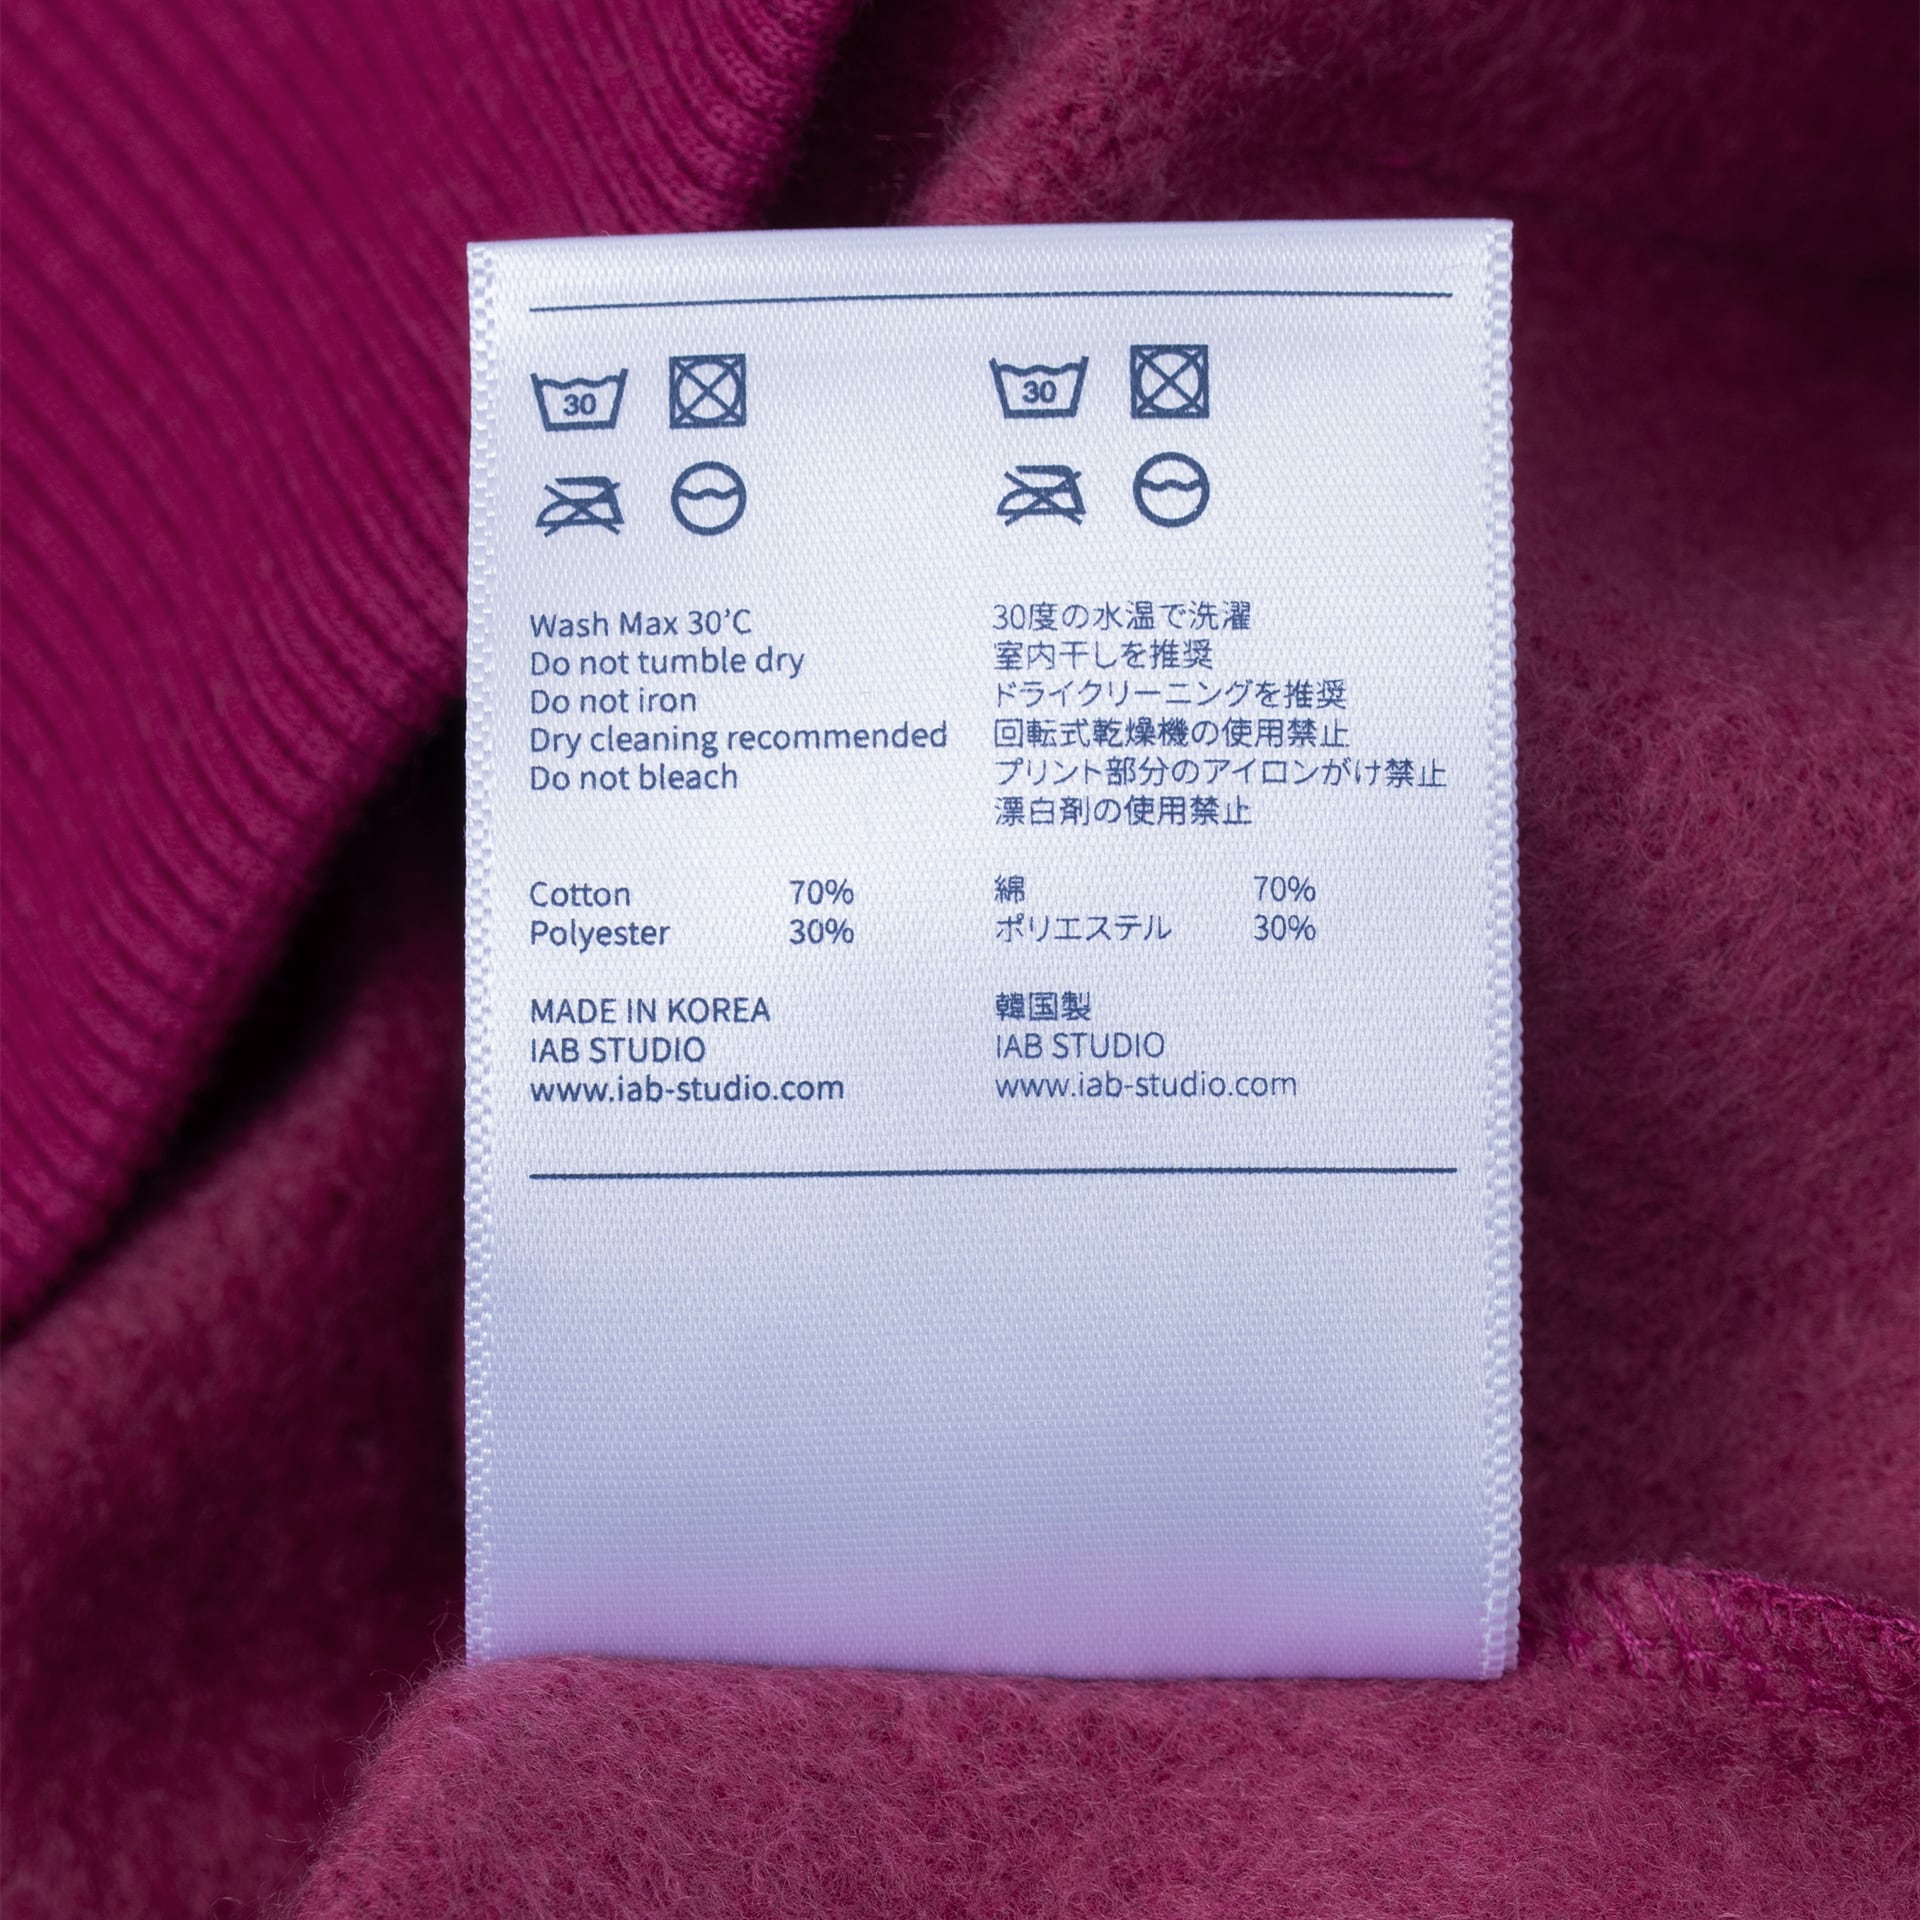 30
30
Wash Max 30’C
Do not tumble dry
Do not iron
Dry cleaning recommended
Do not bleach
Cotton 70%
Polyester 30%
MADE IN KOREA
IAB STUDIO
www.iab-studio.com
30度の水温で洗濯
室内干しを推奨
ドライクリーニングを推奨
回転式乾燥機の使用禁止
プリント部分のアイロンがけ禁止
漂白剤の使用禁止
綿 70%
ポリエステル 30%
韓国製
IAB STUDIO
www.iab-studio.com